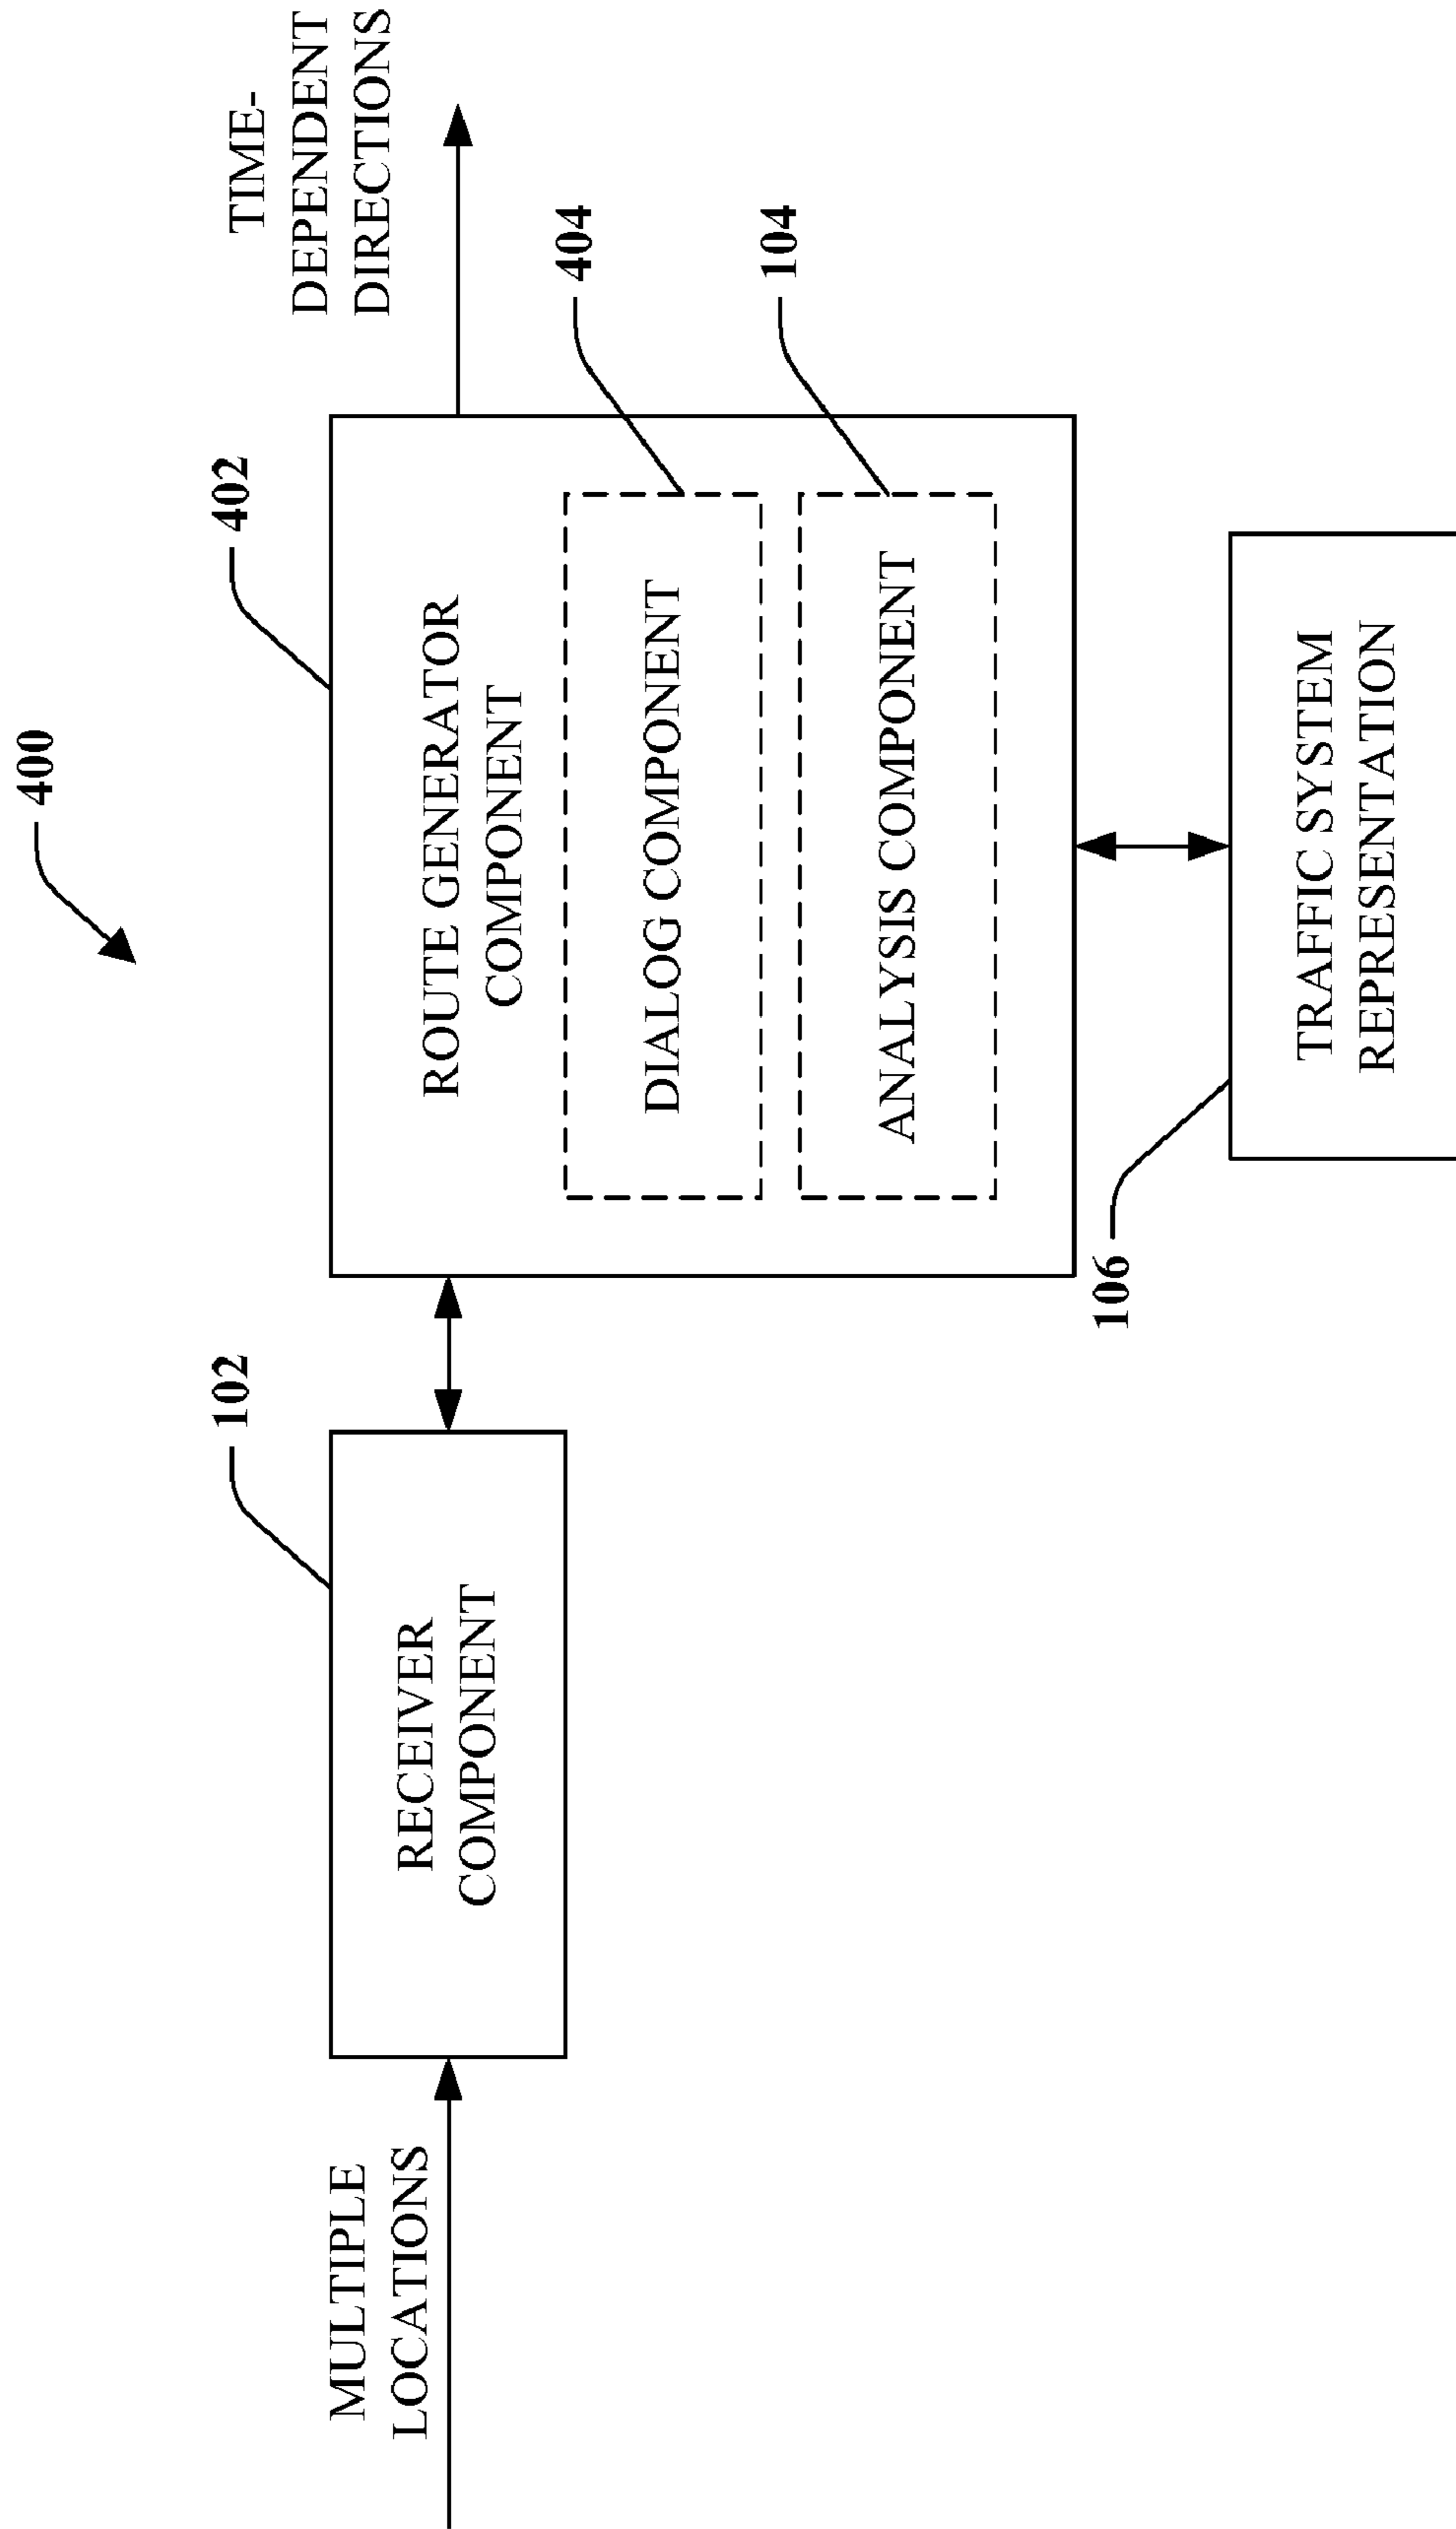 400
MULTIPLE
LOCATIONS
102
RECEIVER
COMPONENT
402
ROUTE GENERATOR
COMPONENT
DIALOG COMPONENT
404
ANALYSIS COMPONENT
104
TIME-
DEPENDENT
DIRECTIONS
106
TRAFFIC SYSTEM
REPRESENTATION